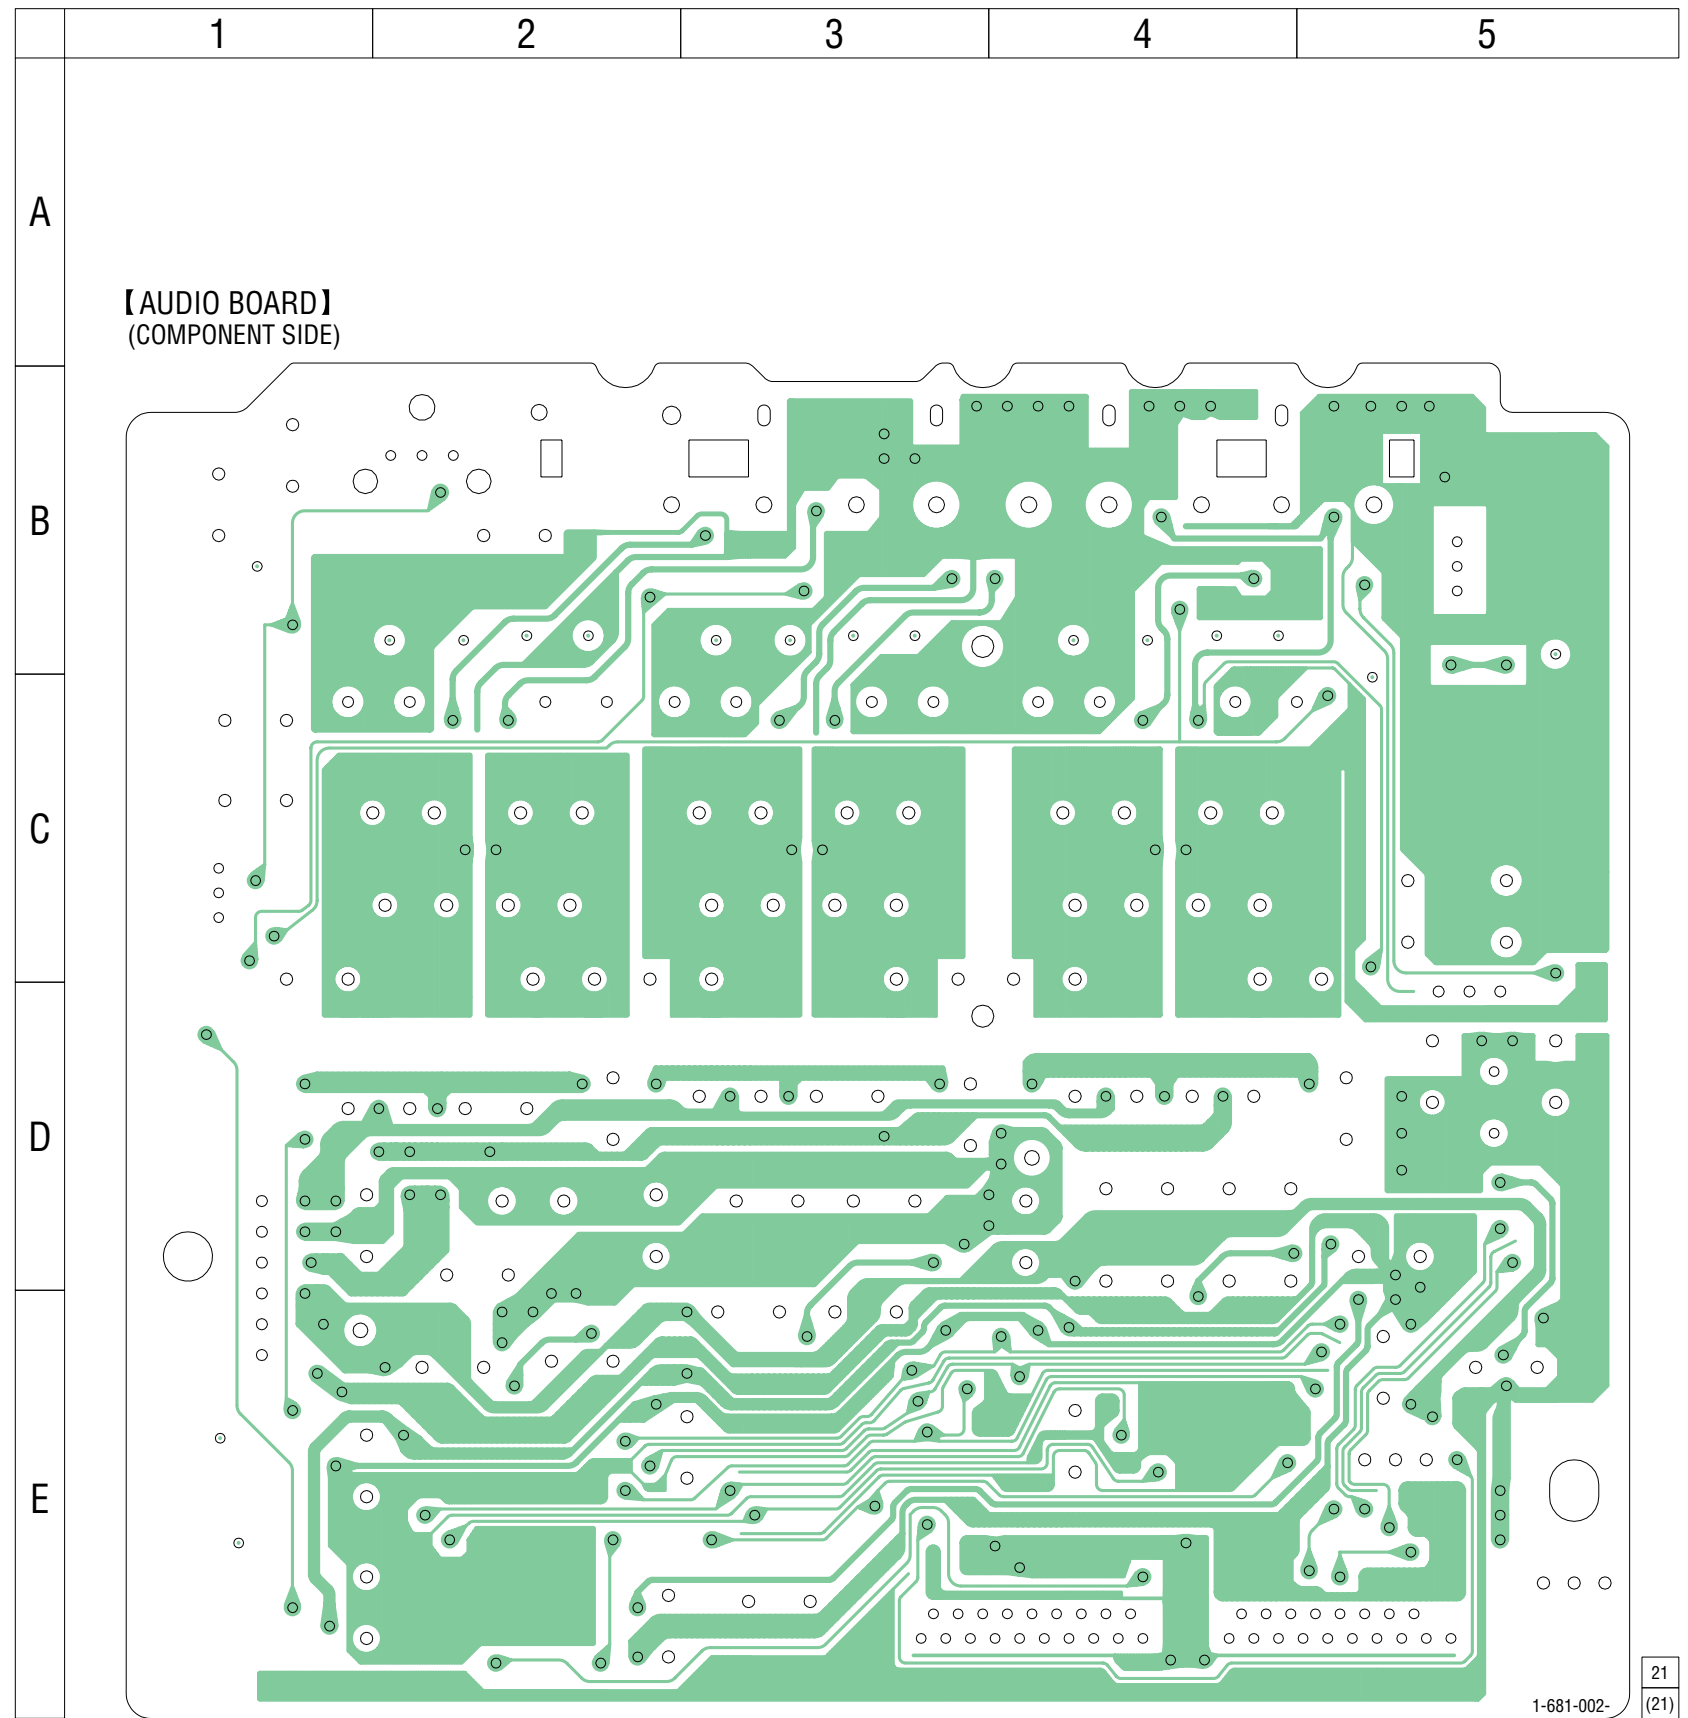 1 2 3 4 5
A
【AUDIO BOARD】
(COMPONENT SIDE)
B
C
D
E
21
1-681-002- (21)